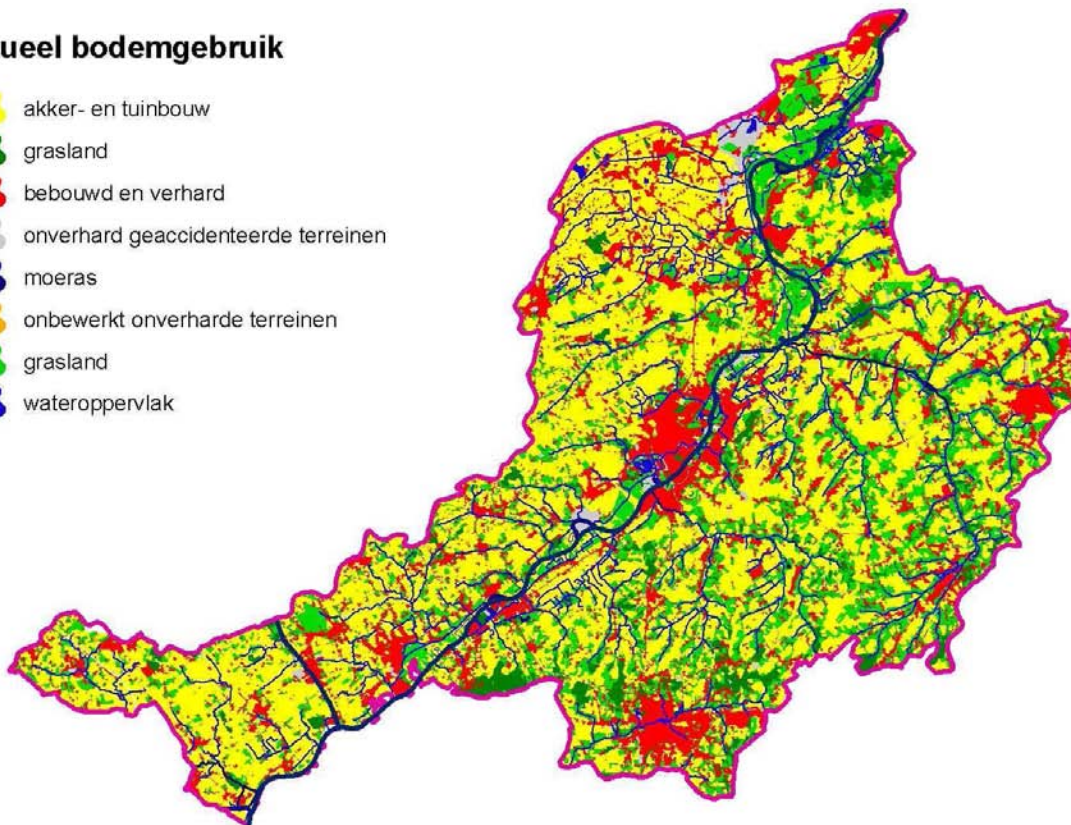 ueel bodemgebruik
akker- en tuinbouw
grasland
bebouwd en verhard
onverhard geaccidenteerde terreinen
moeras
onbewerkt onverharde terreinen
grasland
wateroppervlak